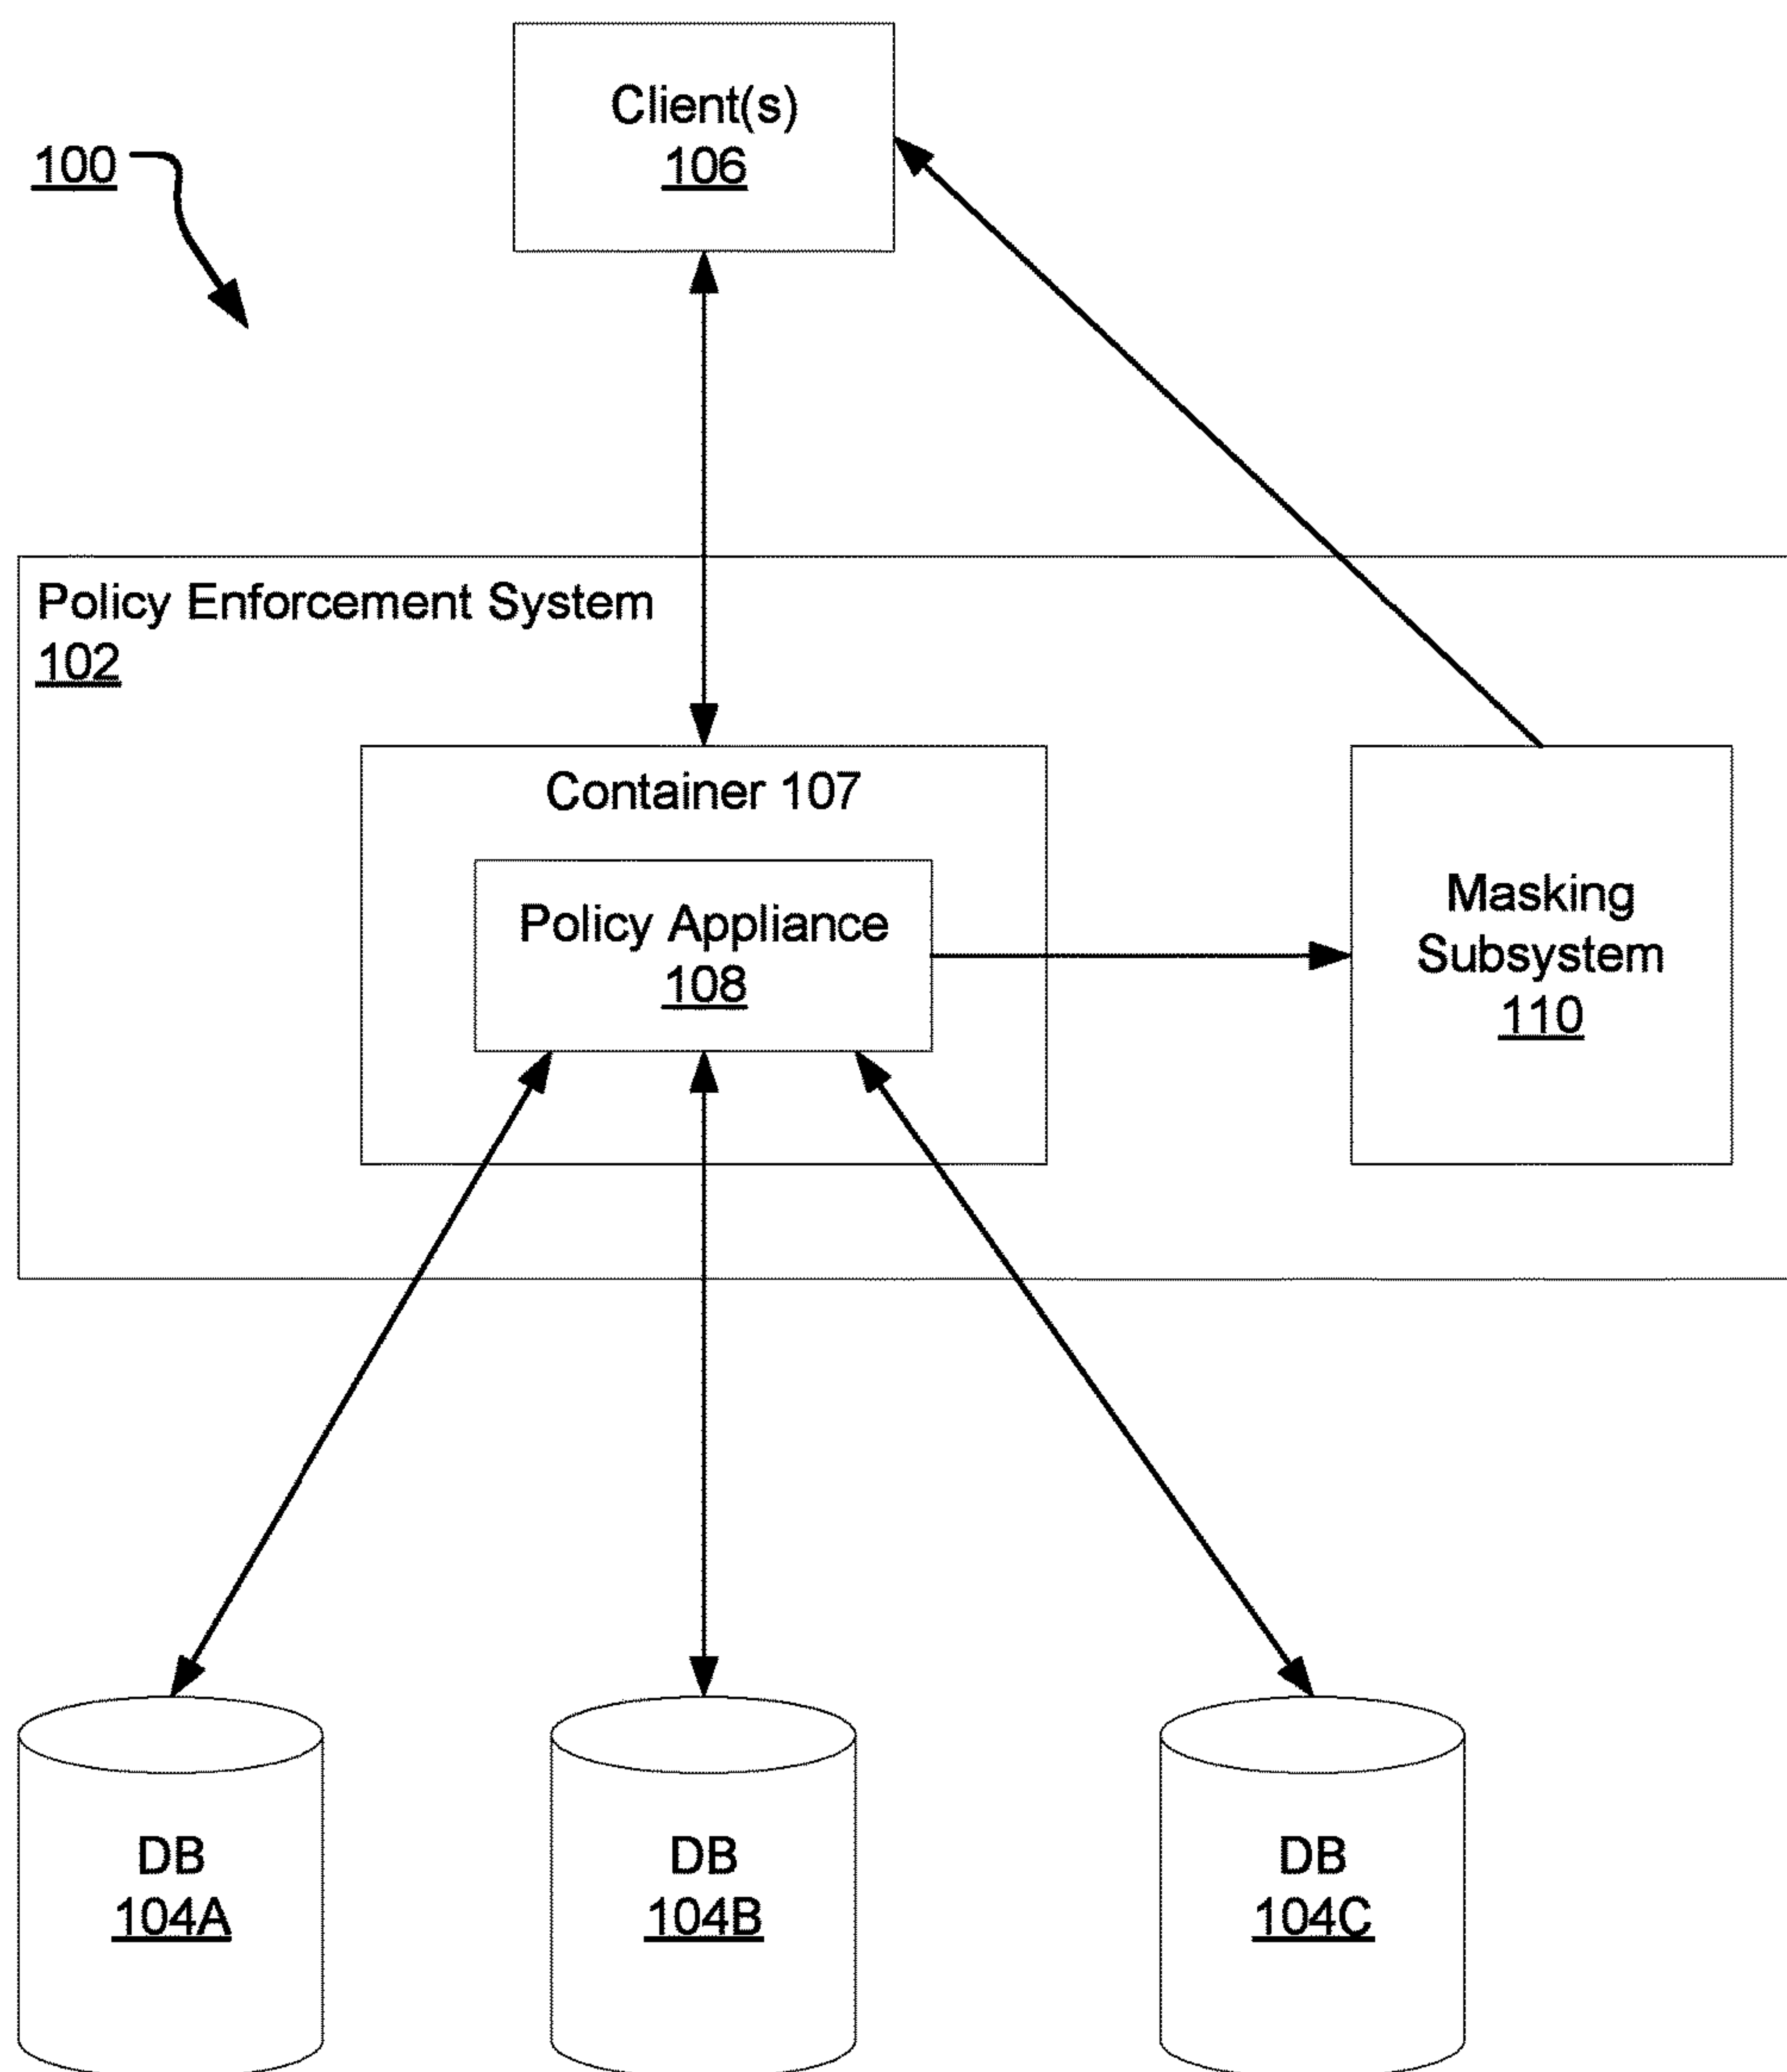 Client(s)
106
100
Policy Enforcement System
102
Container 107
Policy Appliance
108
Masking
Subsystem
110
DB
104A
DB
104B
DB
104C